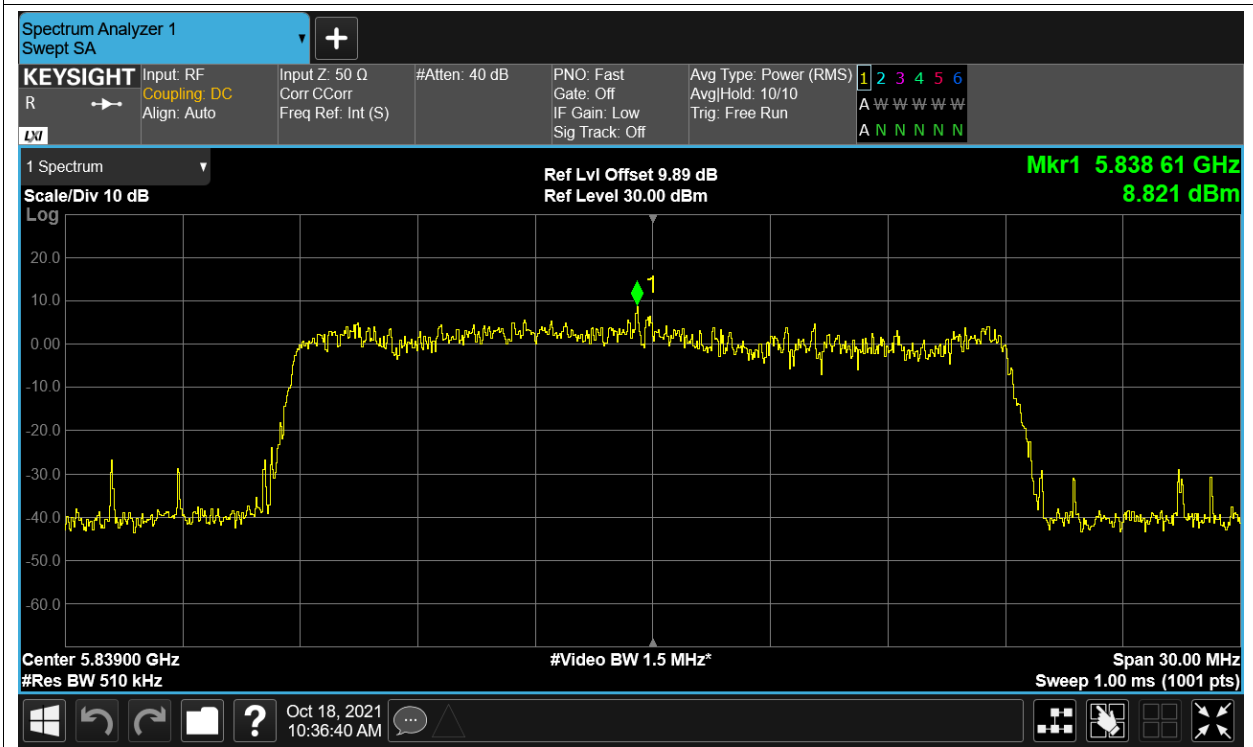 Spectrum Analyzer 1
Swept SA
KEYSIGHT
R
LXI
Input: RF
Coupling: DC
Align: Auto
Input Z: 50 Ω
Corr CCorr
Freq Ref: Int (S)
#Atten: 40 dB
PNO: Fast
Gate: Off
IF Gain: Low
Sig Track: Off
Avg Type: Power (RMS)
Avg|Hold: 10/10
Trig: Free Run
1 2 3 4 5 6
A W W W W W
A N N N N N
1 Spectrum
Scale/Div 10 dB
Log
Ref Lvl Offset 9.89 dB
Ref Level 30.00 dBm
Mkr1 5.838 61 GHz
8.821 dBm
20.0
10.0
0.00
-10.0
-20.0
-30.0
-40.0
-50.0
-60.0
1
Center 5.83900 GHz
#Res BW 510 kHz
#Video BW 1.5 MHz*
Span 30.00 MHz
Sweep 1.00 ms (1001 pts)
?
Oct 18, 2021
10:36:40 AM